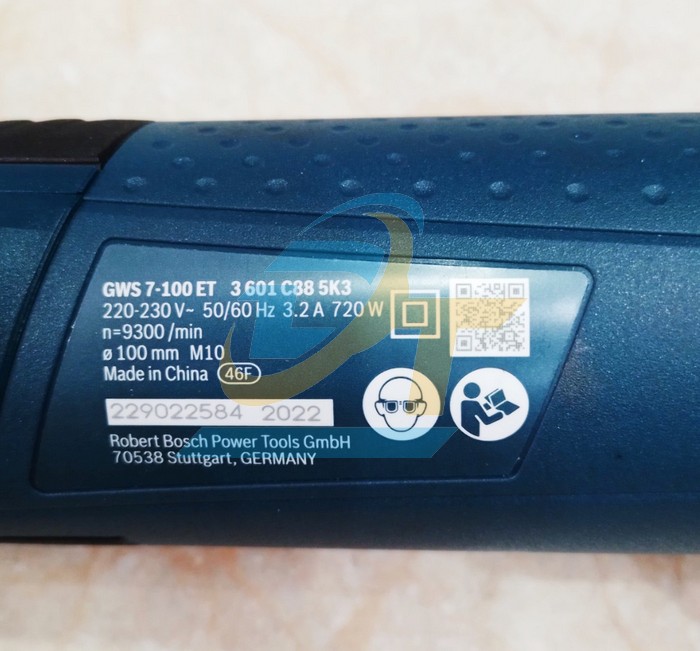 GWS 7-100 ET 3 601 C88 5K3
220-230 V~ 50/60 Hz 3.2 A 720 W
n=9300 /min
ø 100 mm M10
Made in China 46F
229022584 2022
Robert Bosch Power Tools GmbH
70538 Stuttgart, GERMANY